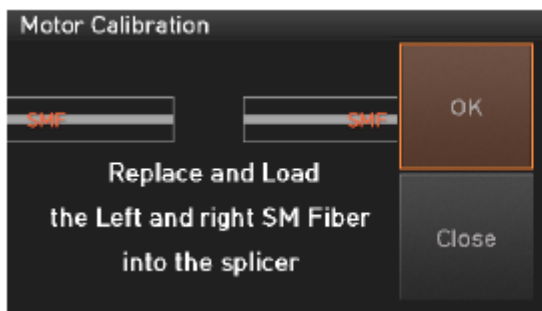 Motor Calibration
SMF
SMF
OK
Replace and Load
the Left and right SM Fiber
into the splicer
Close